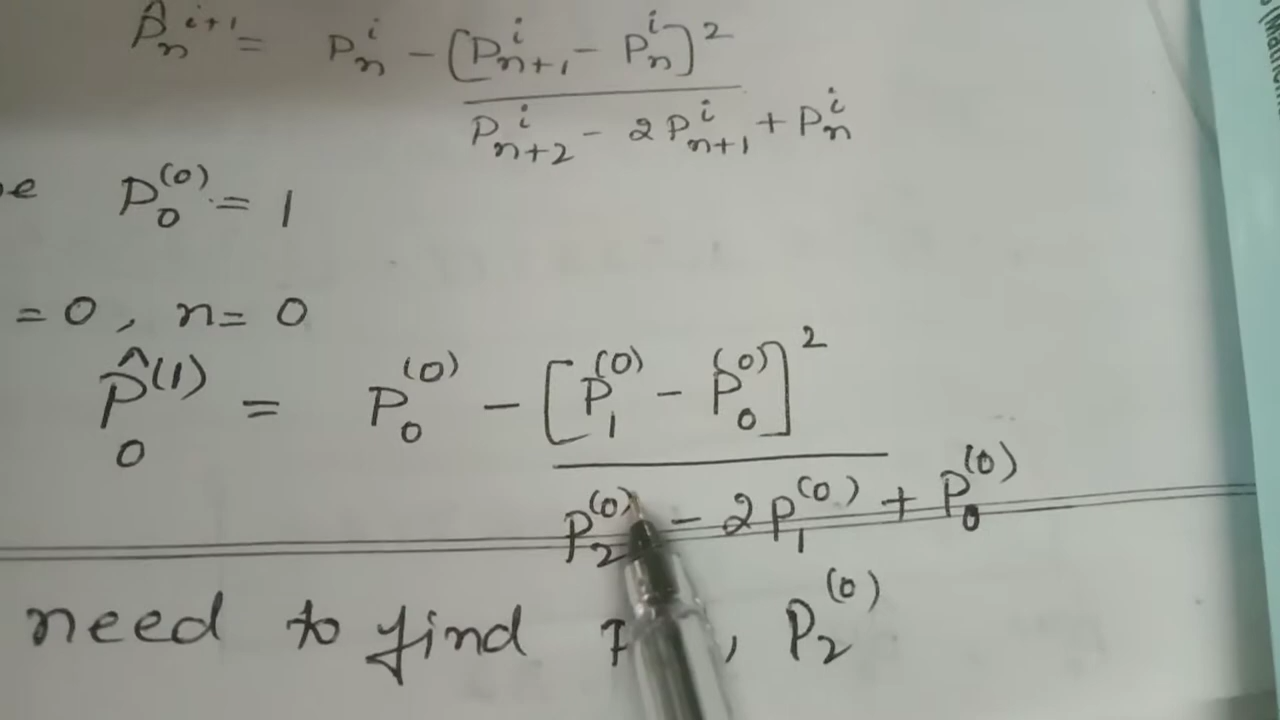 P̂ₙ^{i+1} = Pₙ^i - [Pₙ₊₁^i - Pₙ^i]² / Pₙ₊₂^i - 2Pₙ₊₁^i + Pₙ^i
P₀^{(0)} = 1
= 0, n = 0
P̂₀^{(1)} = P₀^{(0)} - [P₁^{(0)} - P₀^{(0)}]² / P₂^{(0)} - 2P₁^{(0)} + P₀^{(0)}
need to find , P₂^{(0)}